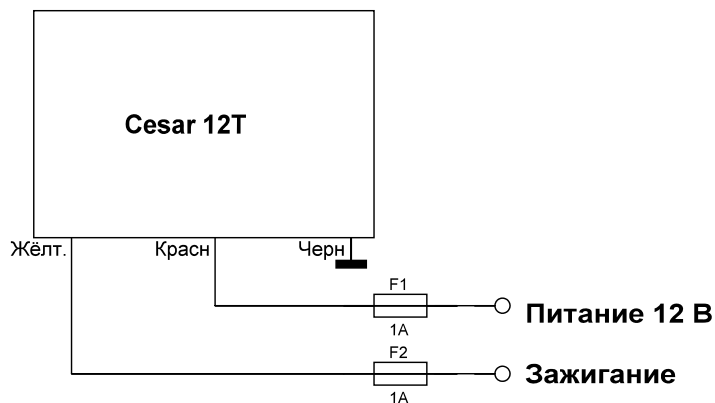 Cesar 12T
Жёлт. Красн Черн
F1
Питание 12 В
1A
F2
Зажигание
1A